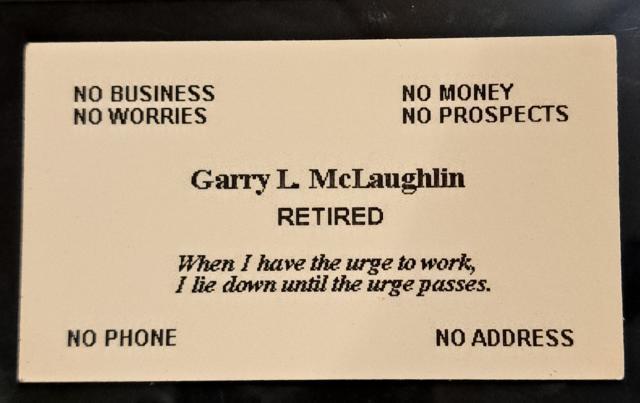 NO BUSINESS
NO WORRIES
NO MONEY
NO PROSPECTS
Garry L. McLaughlin
RETIRED
When I have the urge to work,
I lie down until the urge passes.
NO PHONE
NO ADDRESS